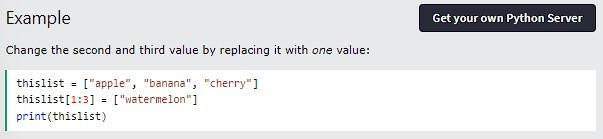 Example
Get your own Python Server
Change the second and third value by replacing it with one value:
thislist = ["apple", "banana", "cherry"]
thislist[1:3] = ["watermelon"]
print(thislist)